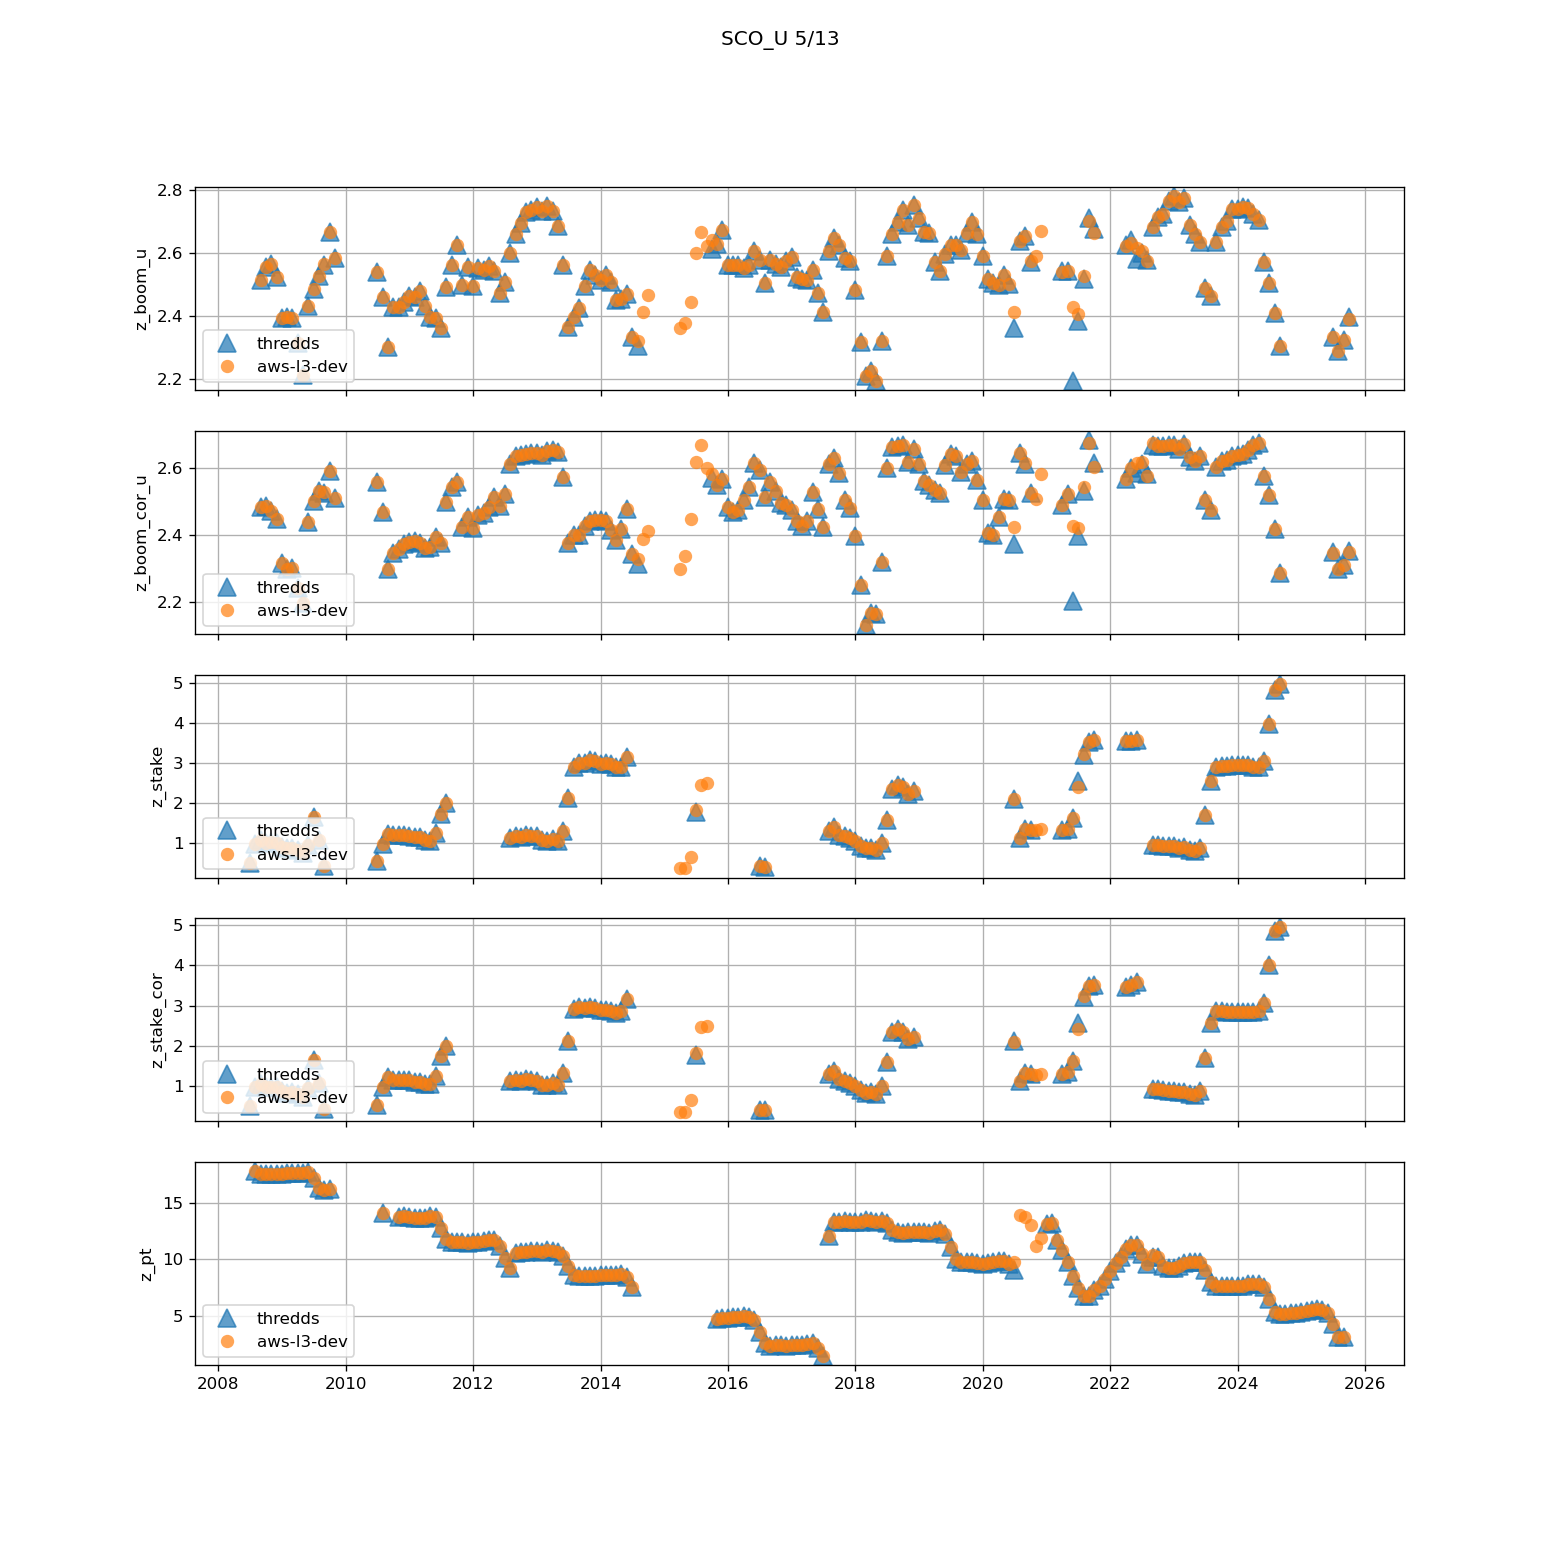 SCO_U 5/13
2.8
2.6
2.4
2.2
z_boom_u
thredds
aws-l3-dev
2.6
2.4
2.2
z_boom_cor_u
thredds
aws-l3-dev
5
4
3
2
1
z_stake
thredds
aws-l3-dev
5
4
3
2
1
z_stake_cor
thredds
aws-l3-dev
15
10
5
z_pt
thredds
aws-l3-dev
2008 2010 2012 2014 2016 2018 2020 2022 2024 2026